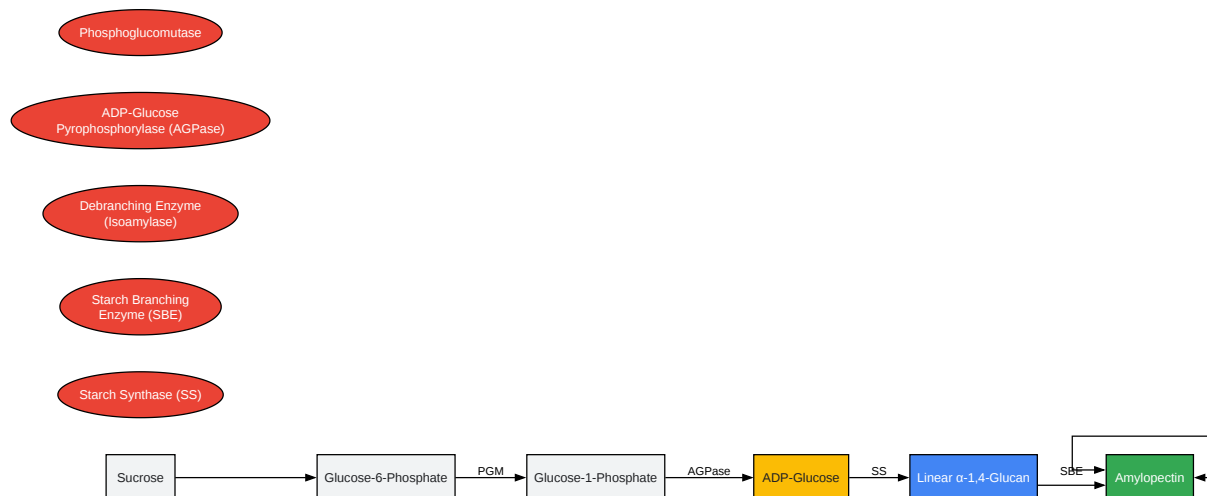 Phosphoglucomutase
ADP-Glucose
Pyrophosphorylase (AGPase)
Debranching Enzyme
(Isoamylase)
Starch Branching
Enzyme (SBE)
Starch Synthase (SS)
Sucrose
Glucose-6-Phosphate
PGM
Glucose-1-Phosphate
AGPase
ADP-Glucose
SS
Linear α-1,4-Glucan
SBE
Amylopectin